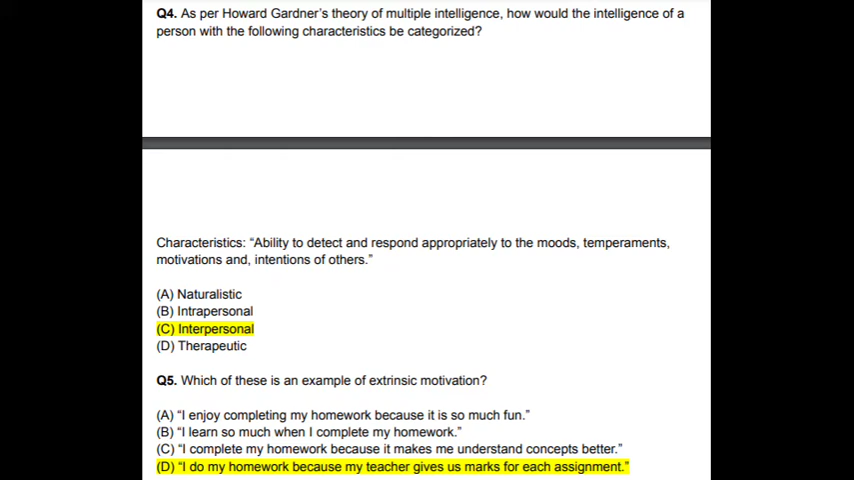 Q4. As per Howard Gardner's theory of multiple intelligence, how would the intelligence of a
person with the following characteristics be categorized?
Characteristics: “Ability to detect and respond appropriately to the moods, temperaments,
motivations and, intentions of others.”
(A) Naturalistic
(B) Intrapersonal
(C) Interpersonal
(D) Therapeutic
Q5. Which of these is an example of extrinsic motivation?
(A) “I enjoy completing my homework because it is so much fun.”
(B) “I learn so much when I complete my homework.”
(C) “I complete my homework because it makes me understand concepts better.”
(D) “I do my homework because my teacher gives us marks for each assignment.”